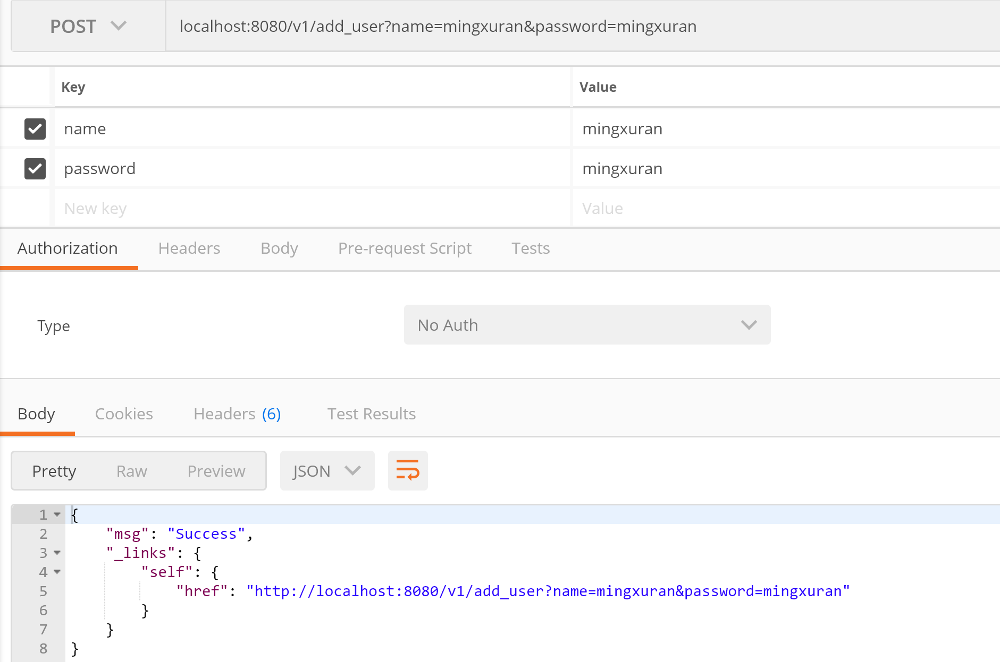 POST localhost:8080/v1/add_user?name=mingxuran&password=mingxuran
Key Value
name mingxuran
password mingxuran
New key Value
Authorization Headers Body Pre-request Script Tests
Type No Auth
Body Cookies Headers (6) Test Results
Pretty Raw Preview JSON
1 {
2 "msg": "Success",
3 "_links": {
4 "self": {
5 "href": "http://localhost:8080/v1/add_user?name=mingxuran&password=mingxuran"
6 }
7 }
8 }